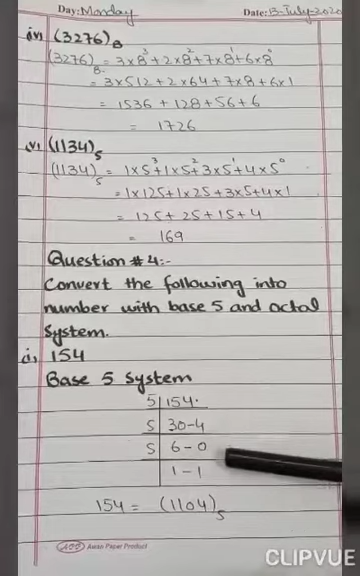 Day: Monday Date: 13-July-2020
iv, (3276)₈
(3276)₈ = 3×8³+2×8²+7×8¹+6×8⁰
= 3×512+2×64+7×8+6×1
= 1536+128+56+6
= 1726
v, (1134)₅
(1134)₅ = 1×5³+1×5²+3×5¹+4×5⁰
= 1×125+1×25+3×5+4×1
= 125+25+15+4
= 169
Question #4:-
Convert the following into
number with base 5 and octal
system.
i, 154
Base 5 System
5 | 154.
5 | 30-4
5 | 6-0
| 1-1
154 = (1104)₅
Awan Paper Product
CLIPVUE